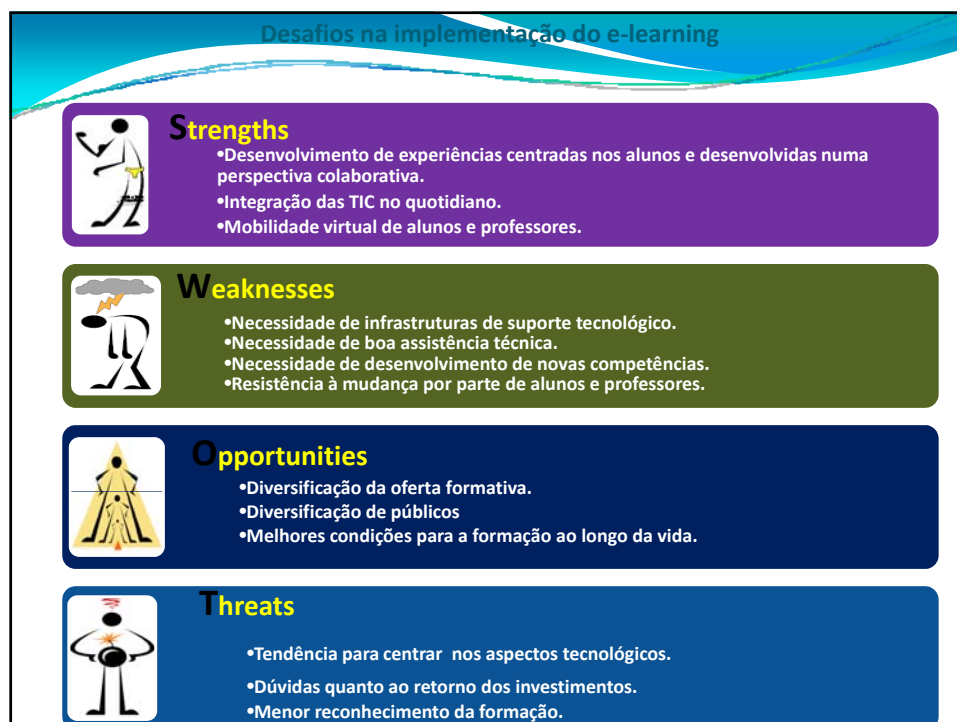 Desafios na implementação do e-learning
Strengths
•Desenvolvimento de experiências centradas nos alunos e desenvolvidas numa
perspectiva colaborativa.
•Integração das TIC no quotidiano.
•Mobilidade virtual de alunos e professores.
Weaknesses
•Necessidade de infraestruturas de suporte tecnológico.
•Necessidade de boa assistência técnica.
•Necessidade de desenvolvimento de novas competências.
•Resistência à mudança por parte de alunos e professores.
Opportunities
•Diversificação da oferta formativa.
•Diversificação de públicos
•Melhores condições para a formação ao longo da vida.
Threats
•Tendência para centrar nos aspectos tecnológicos.
•Dúvidas quanto ao retorno dos investimentos.
•Menor reconhecimento da formação.